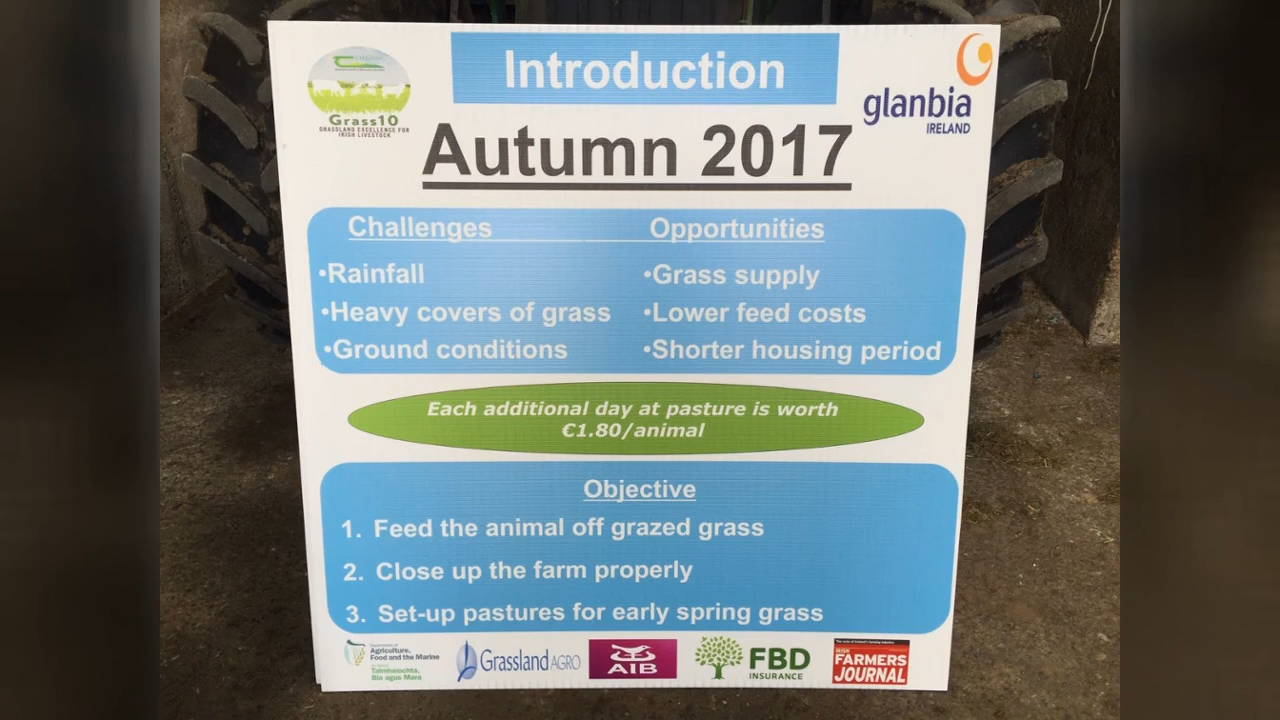 Introduction
Grass10
GRASSLAND EXCELLENCE FOR
IRISH LIVESTOCK
glanbia
IRELAND
Autumn 2017
Challenges Opportunities
•Rainfall •Grass supply
•Heavy covers of grass •Lower feed costs
•Ground conditions •Shorter housing period
Each additional day at pasture is worth
€1.80/animal
Objective
1. Feed the animal off grazed grass
2. Close up the farm properly
3. Set-up pastures for early spring grass
Agriculture,
Food and the Marine
Talmhaíochta,
Bia agus Mara
Grassland AGRO
AIB
FBD
INSURANCE
IRISH
FARMERS
JOURNAL